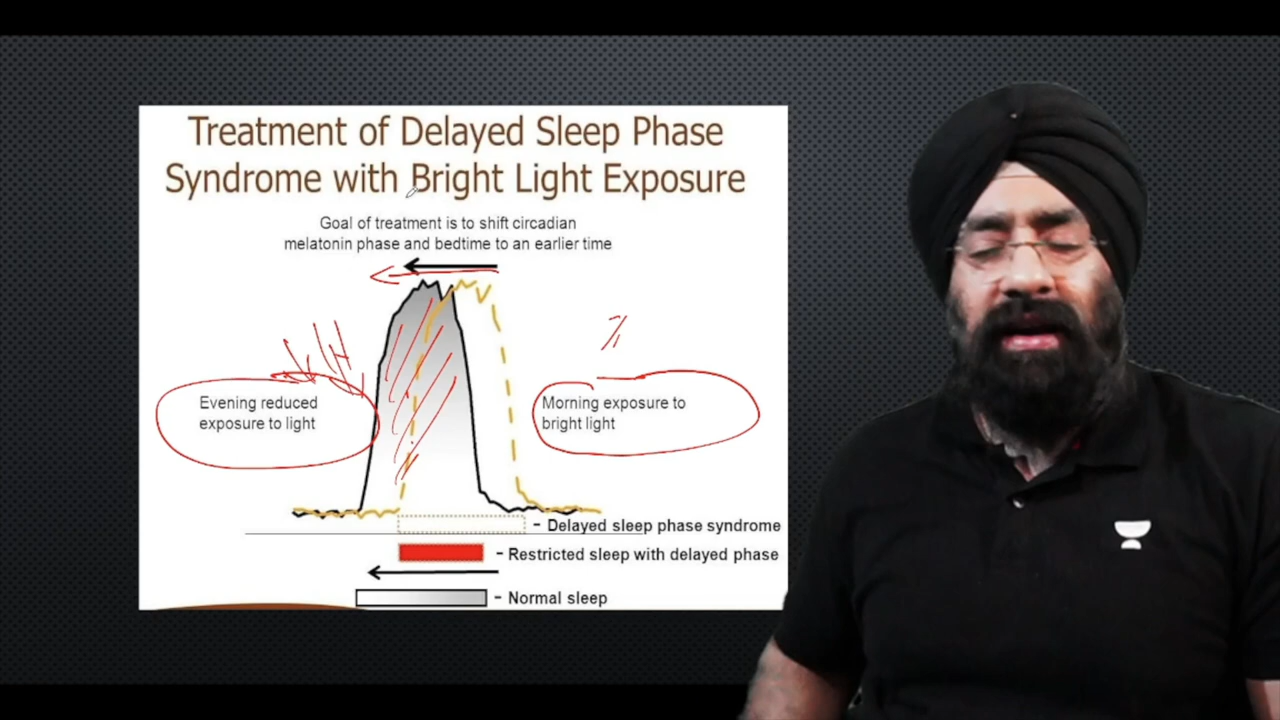 Treatment of Delayed Sleep Phase
Syndrome with Bright Light Exposure
Goal of treatment is to shift circadian
melatonin phase and bedtime to an earlier time
Evening reduced
exposure to light
Morning exposure to
bright light
- Delayed sleep phase syndrome
- Restricted sleep with delayed phase
- Normal sleep